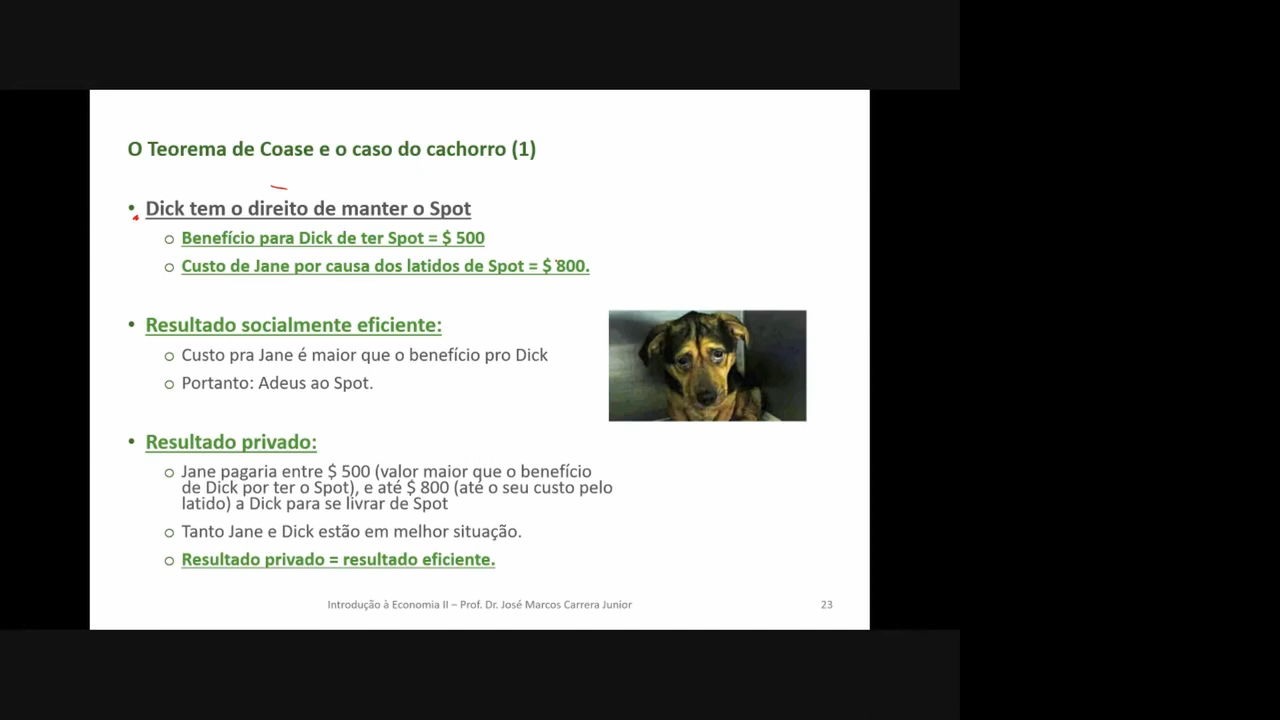 O Teorema de Coase e o caso do cachorro (1)
• Dick tem o direito de manter o Spot
o Benefício para Dick de ter Spot = $ 500
o Custo de Jane por causa dos latidos de Spot = $ 800.
• Resultado socialmente eficiente:
o Custo pra Jane é maior que o benefício pro Dick
o Portanto: Adeus ao Spot.
• Resultado privado:
o Jane pagaria entre $ 500 (valor maior que o benefício
de Dick por ter o Spot), e até $ 800 (até o seu custo pelo
latido) a Dick para se livrar de Spot
o Tanto Jane e Dick estão em melhor situação.
o Resultado privado = resultado eficiente.
Introdução à Economia II – Prof. Dr. José Marcos Carrera Junior
23